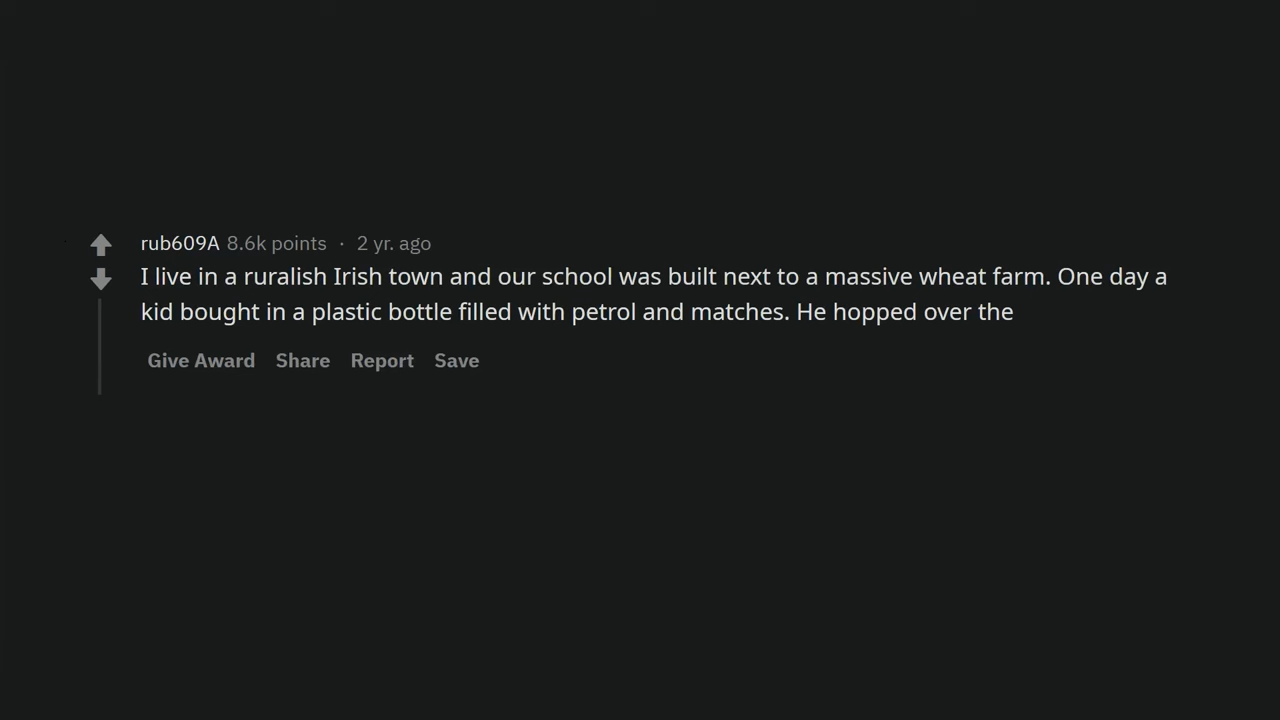 rub609A 8.6k points · 2 yr. ago
I live in a ruralish Irish town and our school was built next to a massive wheat farm. One day a
kid bought in a plastic bottle filled with petrol and matches. He hopped over the
Give Award Share Report Save